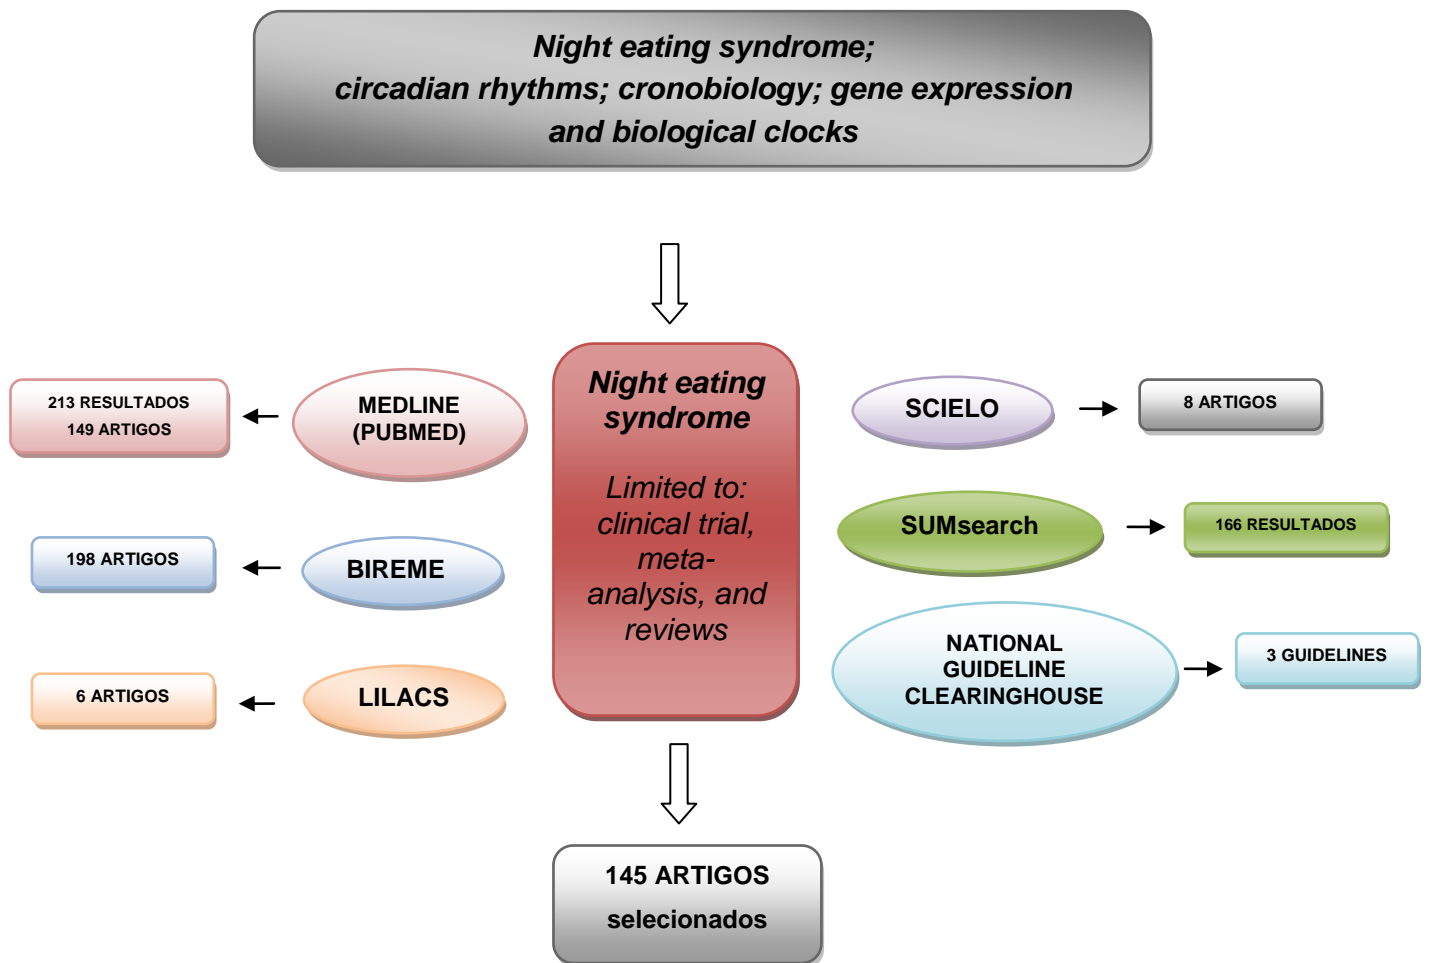 Night eating syndrome;
circadian rhythms; cronobiology; gene expression
and biological clocks
213 RESULTADOS
149 ARTIGOS
MEDLINE
(PUBMED)
198 ARTIGOS
BIREME
6 ARTIGOS
LILACS
Night eating
syndrome
Limited to:
clinical trial,
meta-
analysis, and
reviews
SCIELO
8 ARTIGOS
SUMsearch
166 RESULTADOS
NATIONAL
GUIDELINE
CLEARINGHOUSE
3 GUIDELINES
145 ARTIGOS
selecionados